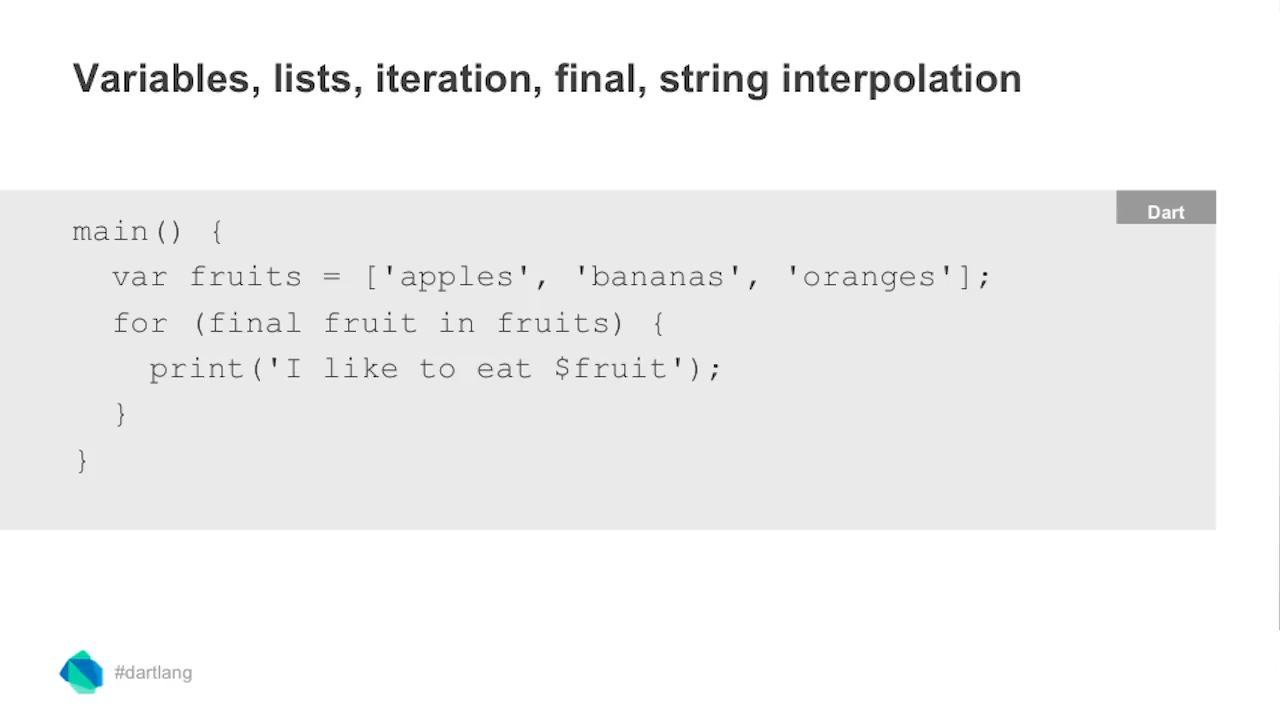 Variables, lists, iteration, final, string interpolation
Dart
main() {
  var fruits = ['apples', 'bananas', 'oranges'];
  for (final fruit in fruits) {
    print('I like to eat $fruit');
  }
}
#dartlang